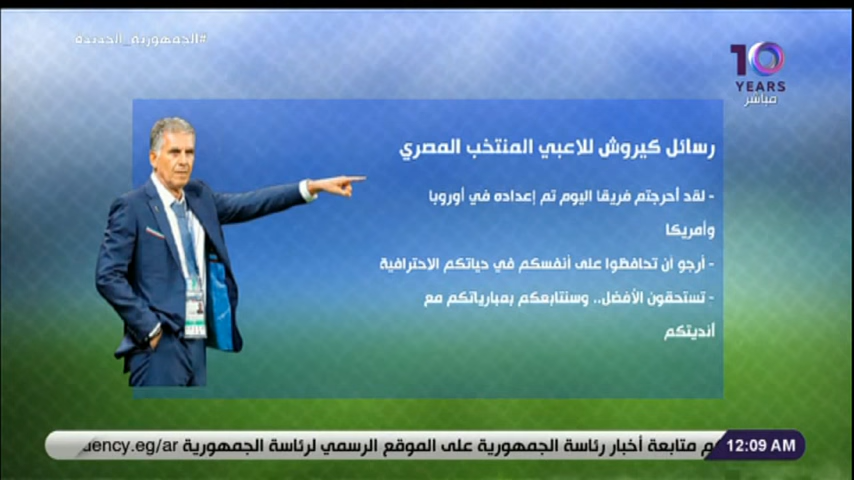 #الجمهورية_الجديدة
10
YEARS
مباشر
رسائل كيروش للاعبي المنتخب المصري
- لقد أحرجتم فريقا اليوم تم إعداده في أوروبا
وأمريكا
- أرجو أن تحافظوا على أنفسكم في حياتكم الاحترافية
- تستحقون الأفضل.. وسنتابعكم بمبارياتكم مع
أنديتكم
م متابعة أخبار رئاسة الجمهورية على الموقع الرسمي لرئاسة الجمهورية ency.eg/ar
12:09 AM